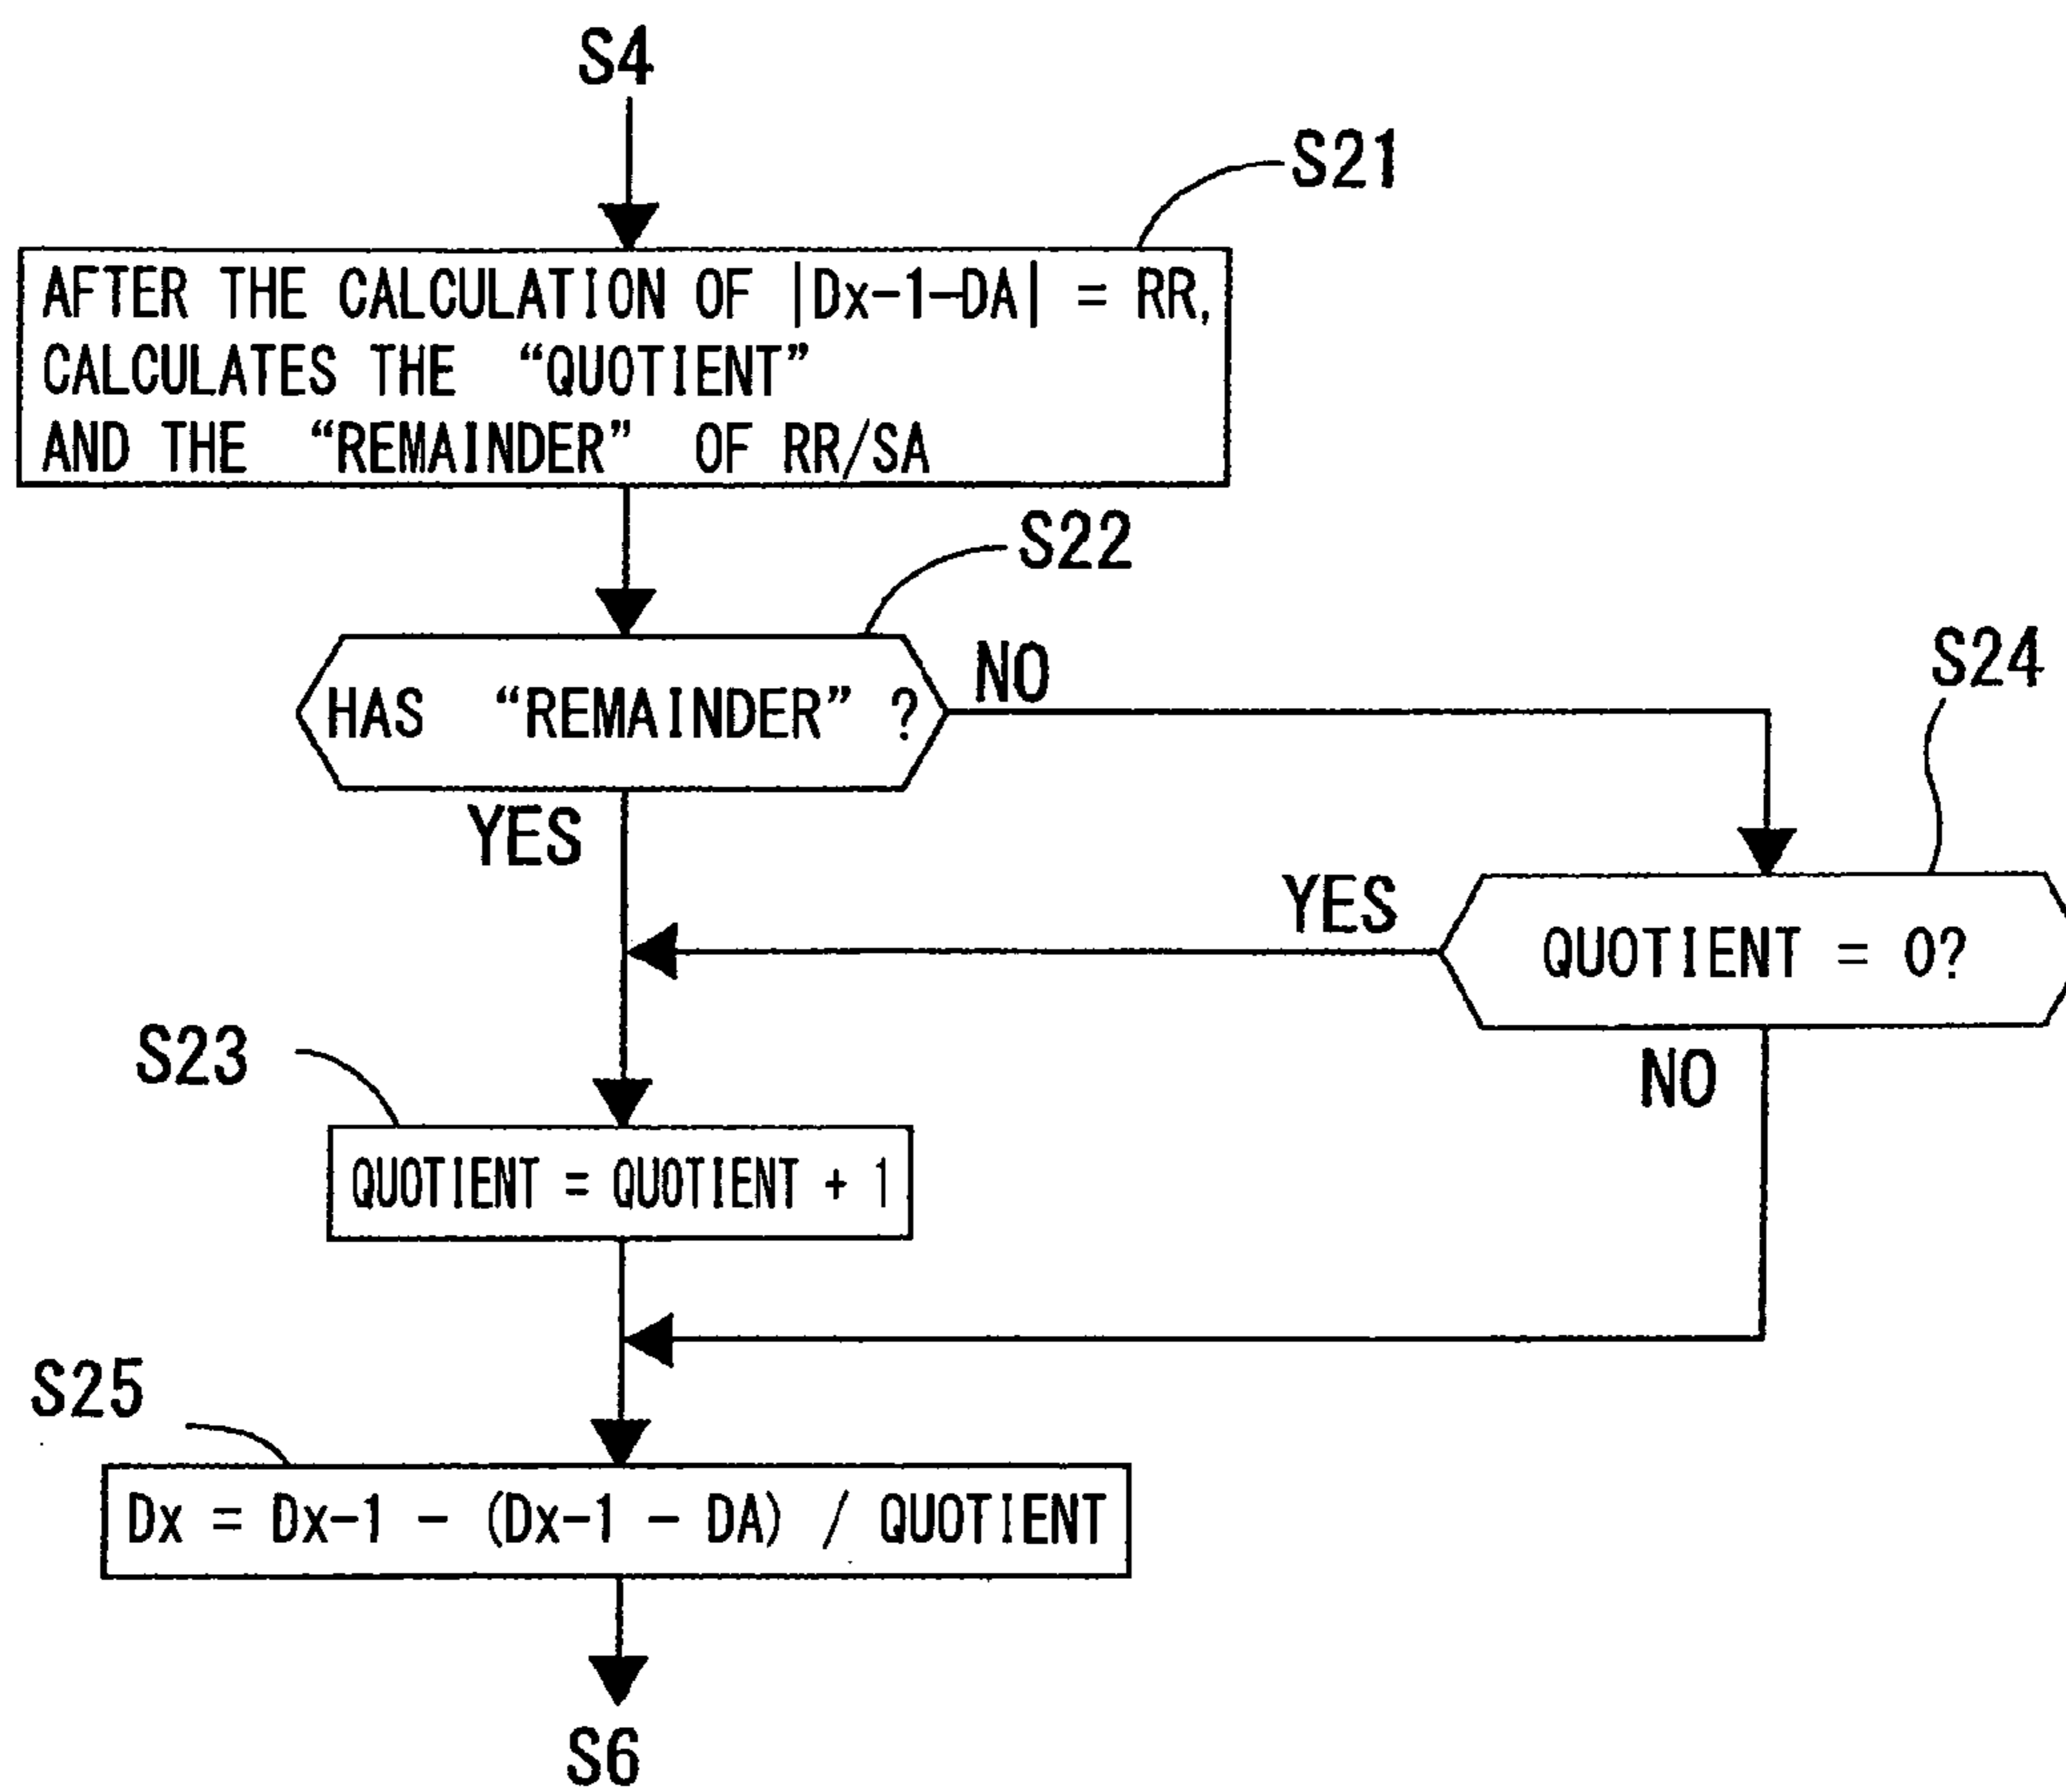 S4
S21
AFTER THE CALCULATION OF |Dx-1-DA| = RR,
CALCULATES THE “QUOTIENT”
AND THE “REMAINDER” OF RR/SA
S22
HAS “REMAINDER” ?
NO
S24
YES
YES
QUOTIENT = 0?
S23
NO
QUOTIENT = QUOTIENT + 1
S25
Dx = Dx-1 - (Dx-1 - DA) / QUOTIENT
S6